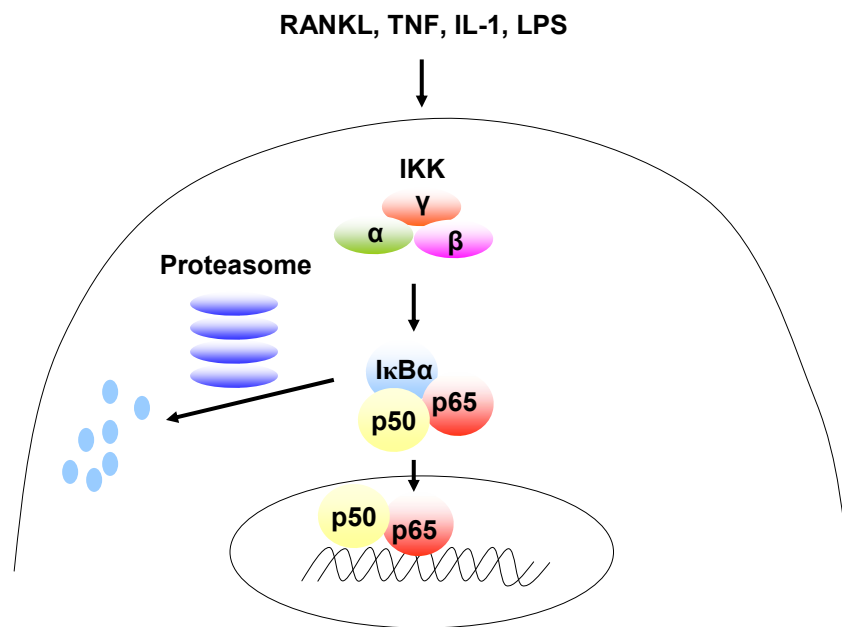 RANKL, TNF, IL-1, LPS
IKK
γ
α
β
Proteasome
IκBα
p65
p50
p50
p65